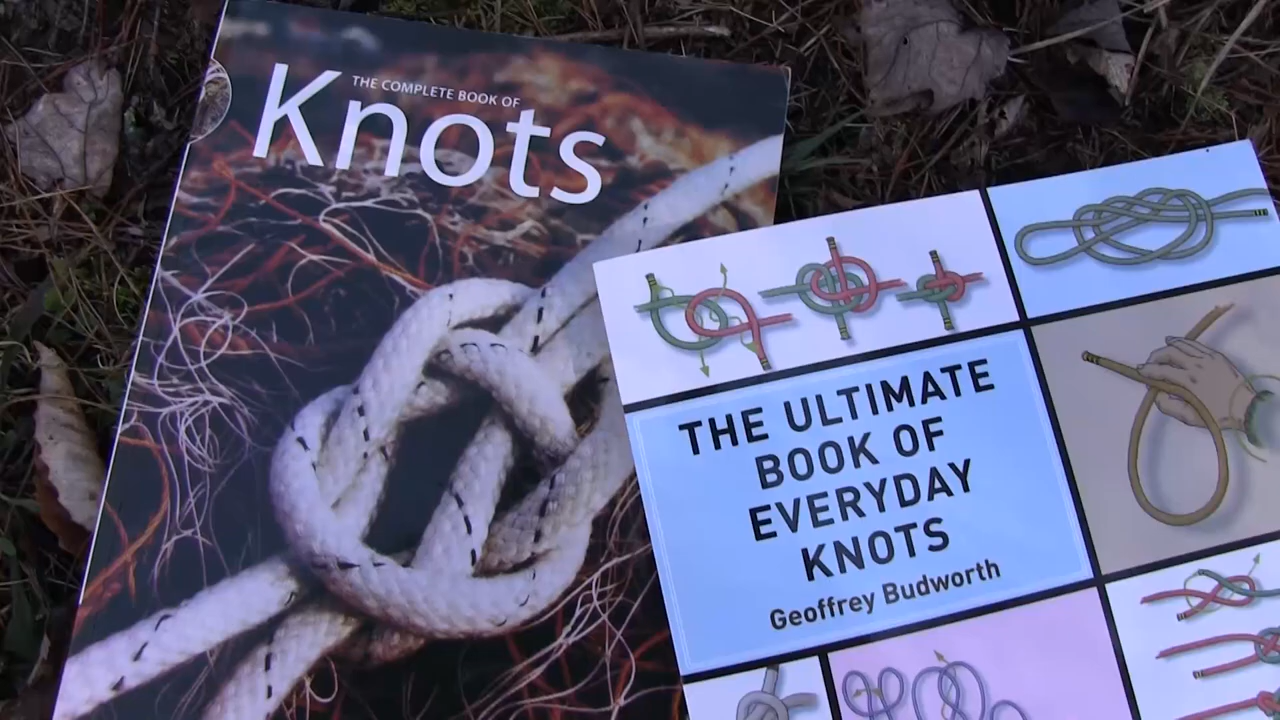 THE COMPLETE BOOK OF
Knots
THE ULTIMATE
BOOK OF
EVERYDAY
KNOTS
Geoffrey Budworth